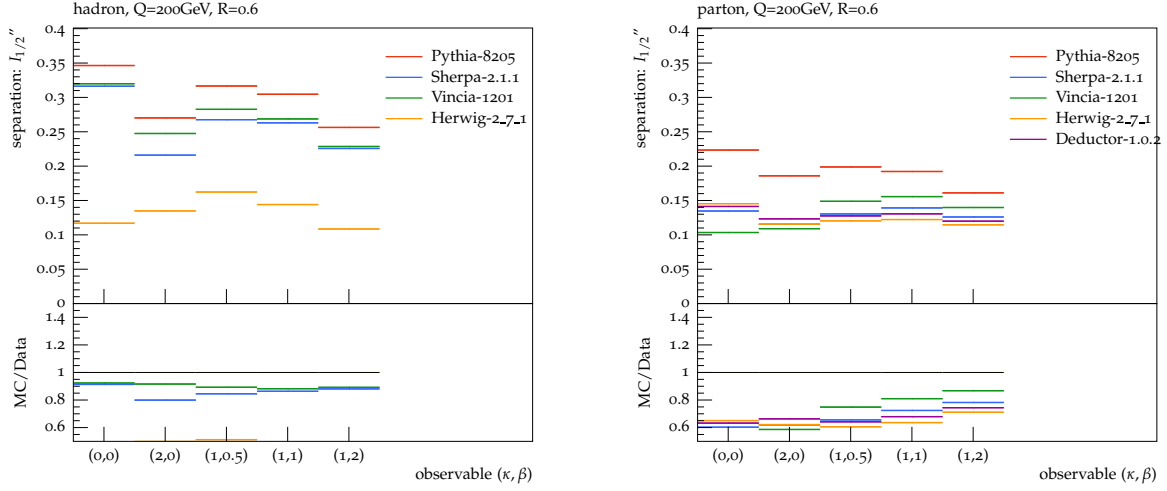 hadron, Q=200GeV, R=0.6
separation: I1/2″
0.4
0.35
0.3
0.25
0.2
0.15
0.1
0.05
0
Pythia-8205
Sherpa-2.1.1
Vincia-1201
Herwig-2_7_1
MC/Data
1.4
1.2
1
0.8
0.6
(0,0) (2,0) (1,0.5) (1,1) (1,2)
observable (κ, β)
parton, Q=200GeV, R=0.6
separation: I1/2″
0.4
0.35
0.3
0.25
0.2
0.15
0.1
0.05
0
Pythia-8205
Sherpa-2.1.1
Vincia-1201
Herwig-2_7_1
Deductor-1.0.2
MC/Data
1.4
1.2
1
0.8
0.6
(0,0) (2,0) (1,0.5) (1,1) (1,2)
observable (κ, β)